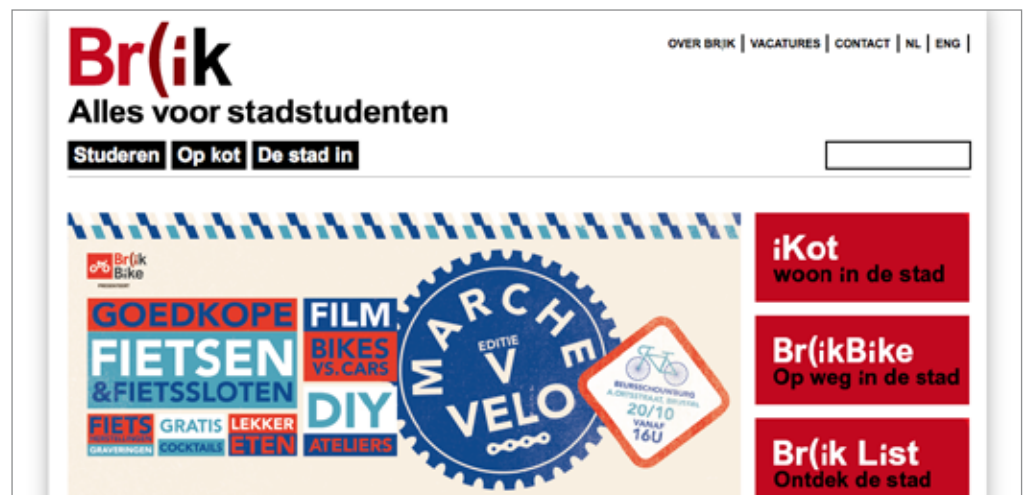 Br(ik
Alles voor stadstudenten
OVER BR|IK | VACATURES | CONTACT | NL | ENG |
Studeren Op kot De stad in
Br(ik
Bike
GOEDKOPE
FIETSEN
&FIETSSLOTEN
FIETS
GRAVERINGEN
GRATIS
COCKTAILS
LEKKER
ETEN
FILM
BIKES
VS. CARS
DIY
ATELIERS
MARCHE
EDITIE
V
VELO
BEURSSCHOUWBURG
A. ORTSSTRAAT, BRUSSEL
20/10
VANAF
16U
iKot
woon in de stad
Br(ikBike
Op weg in de stad
Br(ik List
Ontdek de stad